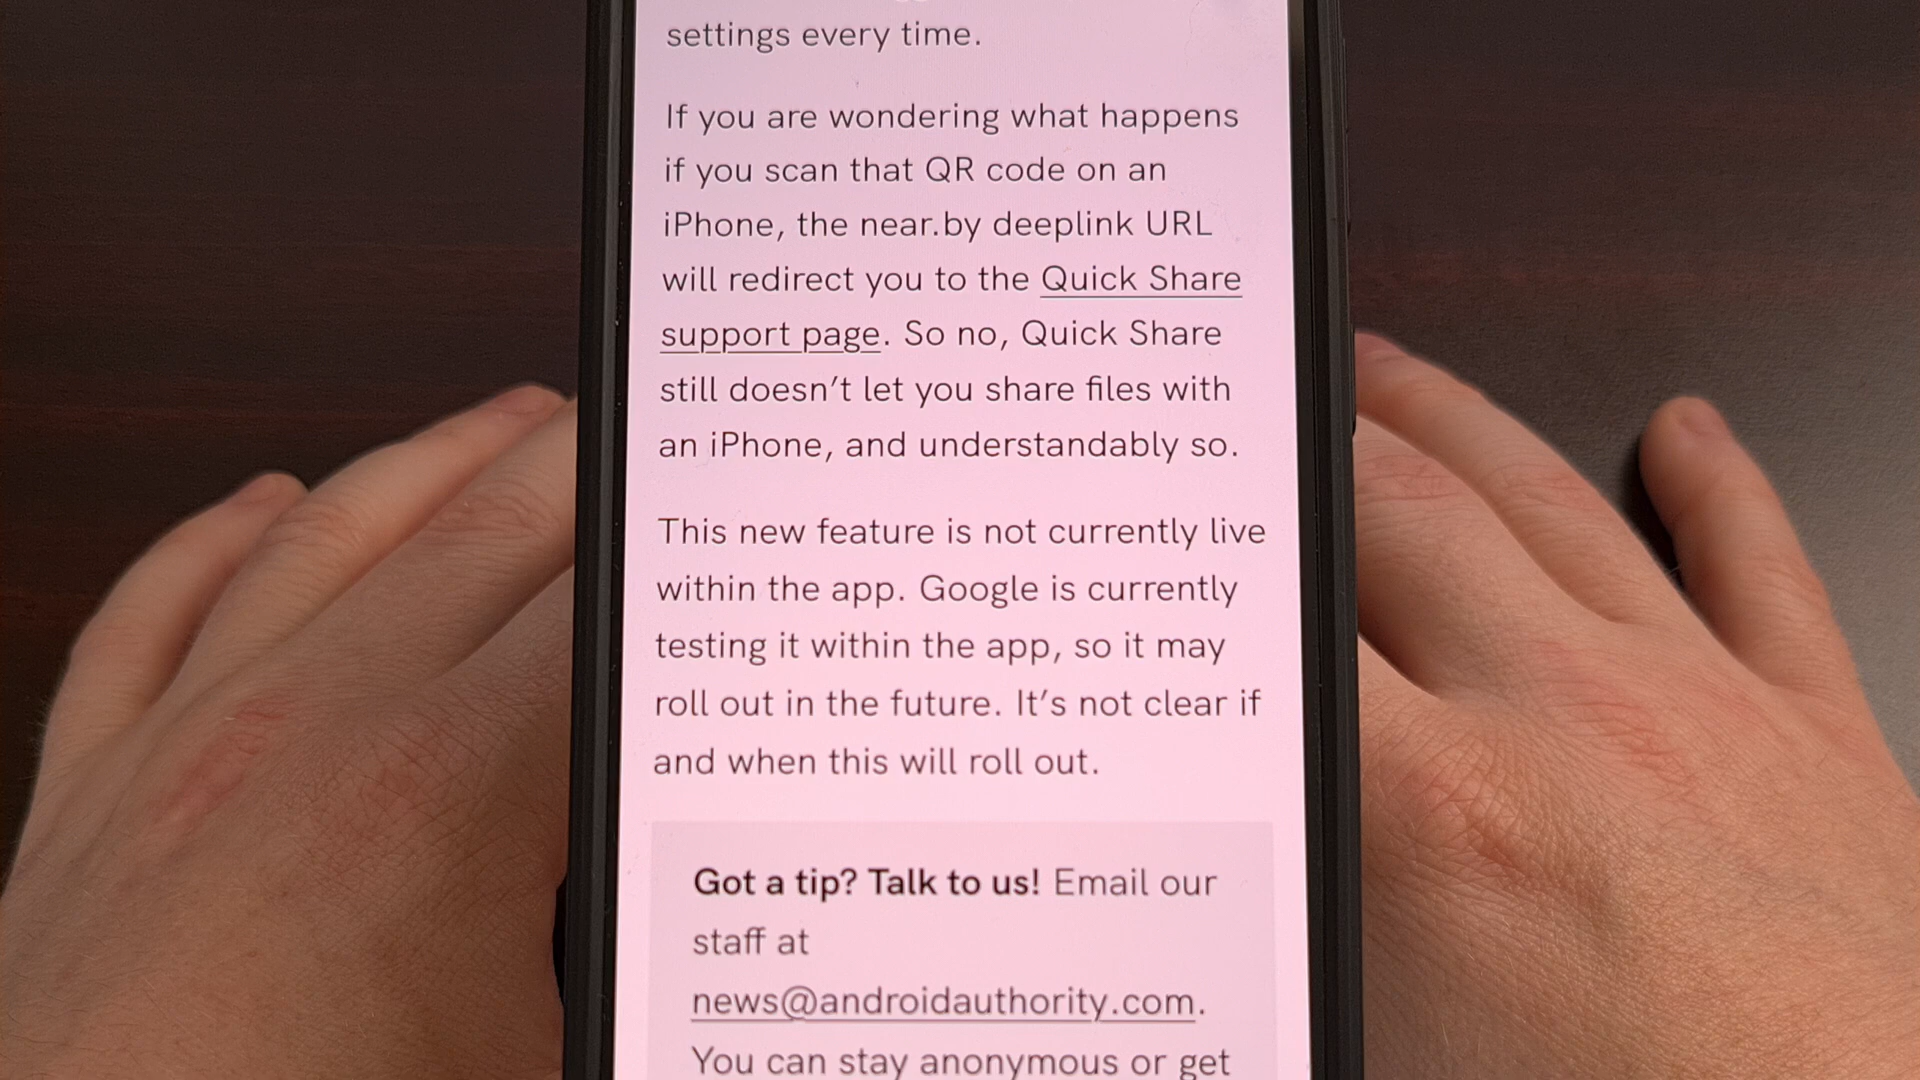 settings every time.
If you are wondering what happens
if you scan that QR code on an
iPhone, the near.by deeplink URL
will redirect you to the Quick Share
support page. So no, Quick Share
still doesn’t let you share files with
an iPhone, and understandably so.
This new feature is not currently live
within the app. Google is currently
testing it within the app, so it may
roll out in the future. It’s not clear if
and when this will roll out.
Got a tip? Talk to us! Email our
staff at
news@androidauthority.com.
You can stay anonymous or get